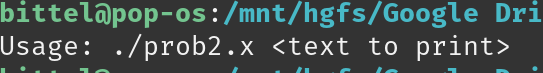 bittel@pop-os:/mnt/hgfs/Google Dri
Usage: ./prob2.x <text to print>